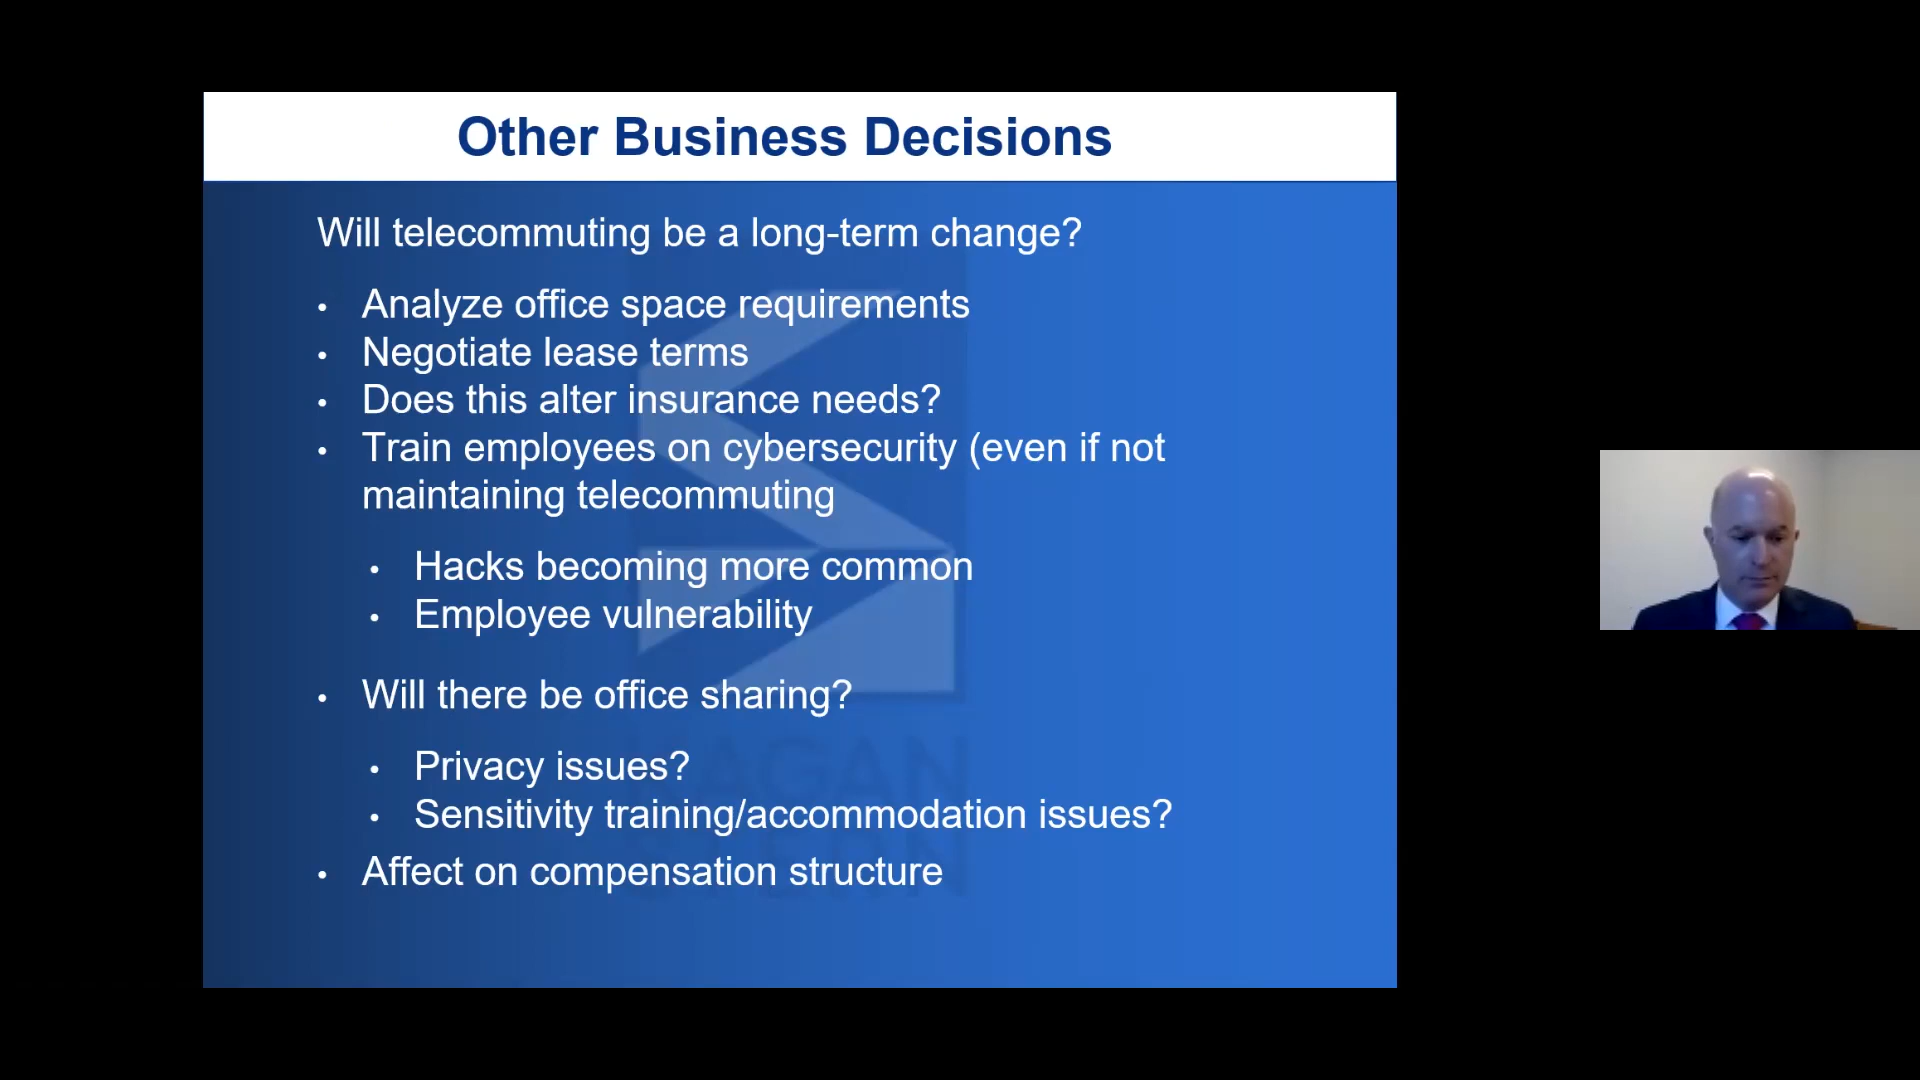 Other Business Decisions
Will telecommuting be a long-term change?
• Analyze office space requirements
• Negotiate lease terms
• Does this alter insurance needs?
• Train employees on cybersecurity (even if not
maintaining telecommuting
• Hacks becoming more common
• Employee vulnerability
• Will there be office sharing?
• Privacy issues?
• Sensitivity training/accommodation issues?
• Affect on compensation structure